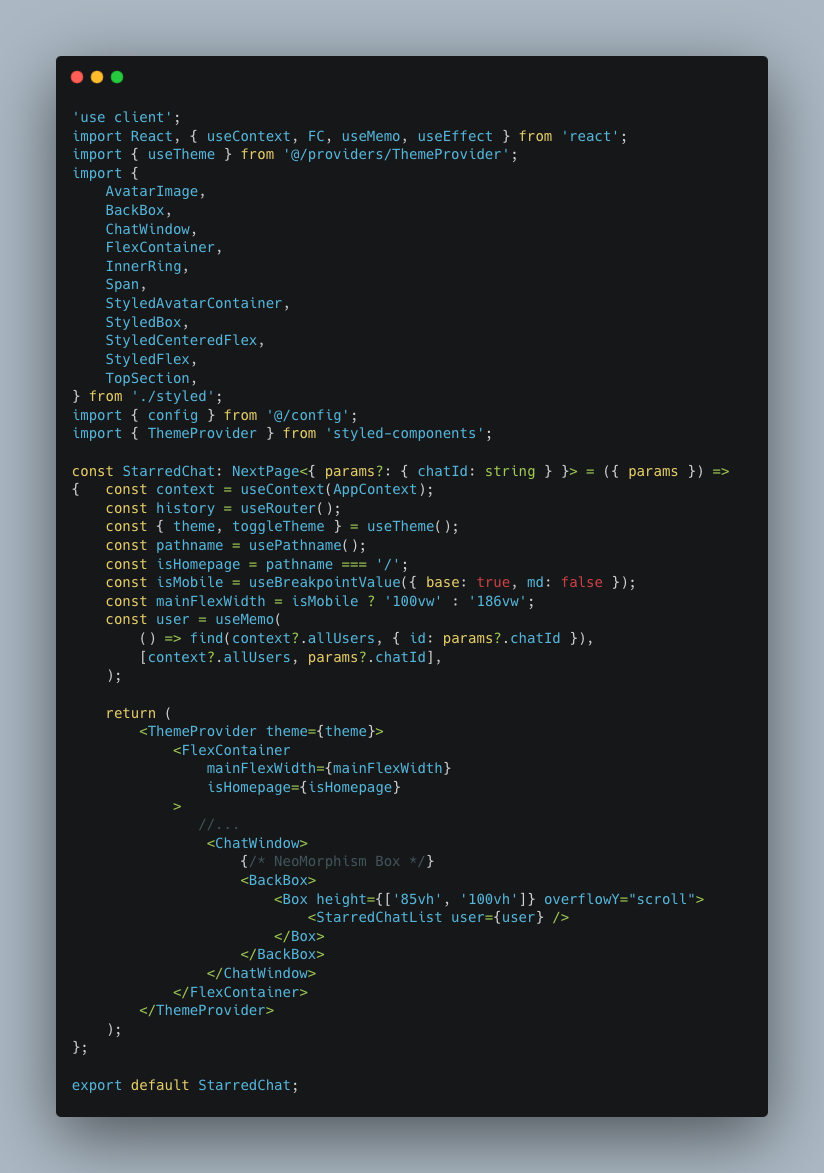 'use client';
import React, { useContext, FC, useMemo, useEffect } from 'react';
import { useTheme } from '@/providers/ThemeProvider';
import {
    AvatarImage,
    BackBox,
    ChatWindow,
    FlexContainer,
    InnerRing,
    Span,
    StyledAvatarContainer,
    StyledBox,
    StyledCenteredFlex,
    StyledFlex,
    TopSection,
} from './styled';
import { config } from '@/config';
import { ThemeProvider } from 'styled-components';

const StarredChat: NextPage<{ params?: { chatId: string } }> = ({ params }) =>
{   const context = useContext(AppContext);
    const history = useRouter();
    const { theme, toggleTheme } = useTheme();
    const pathname = usePathname();
    const isHomepage = pathname === '/';
    const isMobile = useBreakpointValue({ base: true, md: false });
    const mainFlexWidth = isMobile ? '100vw' : '186vw';
    const user = useMemo(
        () => find(context?.allUsers, { id: params?.chatId }),
        [context?.allUsers, params?.chatId],
    );

    return (
        <ThemeProvider theme={theme}>
            <FlexContainer
                mainFlexWidth={mainFlexWidth}
                isHomepage={isHomepage}
            >
               //...
                <ChatWindow>
                    {/* NeoMorphism Box */}
                    <BackBox>
                        <Box height={['85vh', '100vh']} overflowY="scroll">
                            <StarredChatList user={user} />
                        </Box>
                    </BackBox>
                </ChatWindow>
            </FlexContainer>
        </ThemeProvider>
    );
};

export default StarredChat;